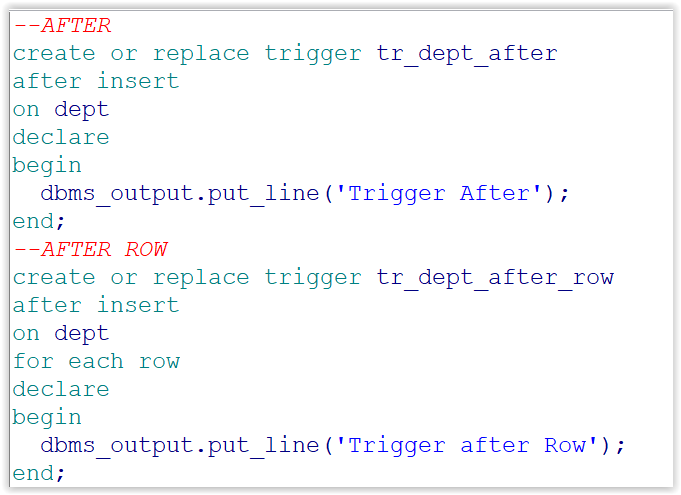 --AFTER
create or replace trigger tr_dept_after
after insert
on dept
declare
begin
  dbms_output.put_line('Trigger After');
end;
--AFTER ROW
create or replace trigger tr_dept_after_row
after insert
on dept
for each row
declare
begin
  dbms_output.put_line('Trigger after Row');
end;